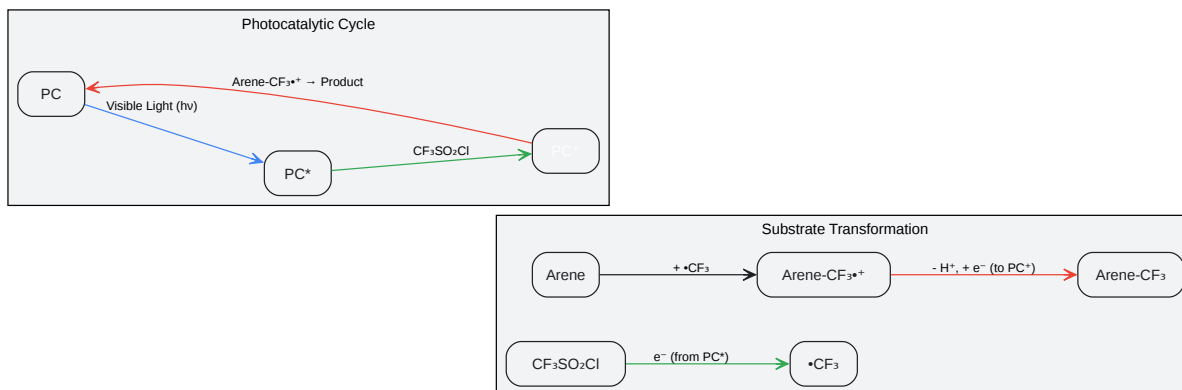 Photocatalytic Cycle
Arene-CF₃•⁺ → Product
PC
Visible Light (hν)
CF₃SO₂Cl
PC⁺
PC*
Substrate Transformation
Arene
+ •CF₃
Arene-CF₃•⁺
- H⁺, + e⁻ (to PC⁺)
Arene-CF₃
CF₃SO₂Cl
e⁻ (from PC*)
•CF₃